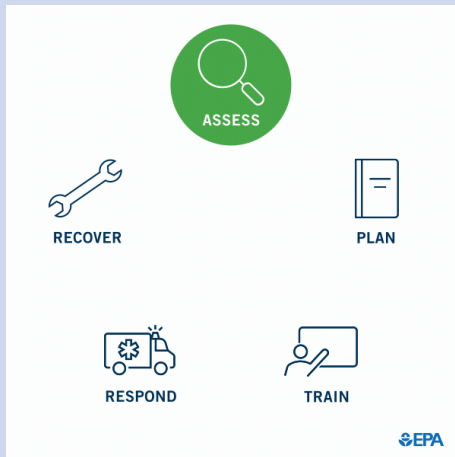 ASSESS
RECOVER
PLAN
RESPOND
TRAIN
EPA